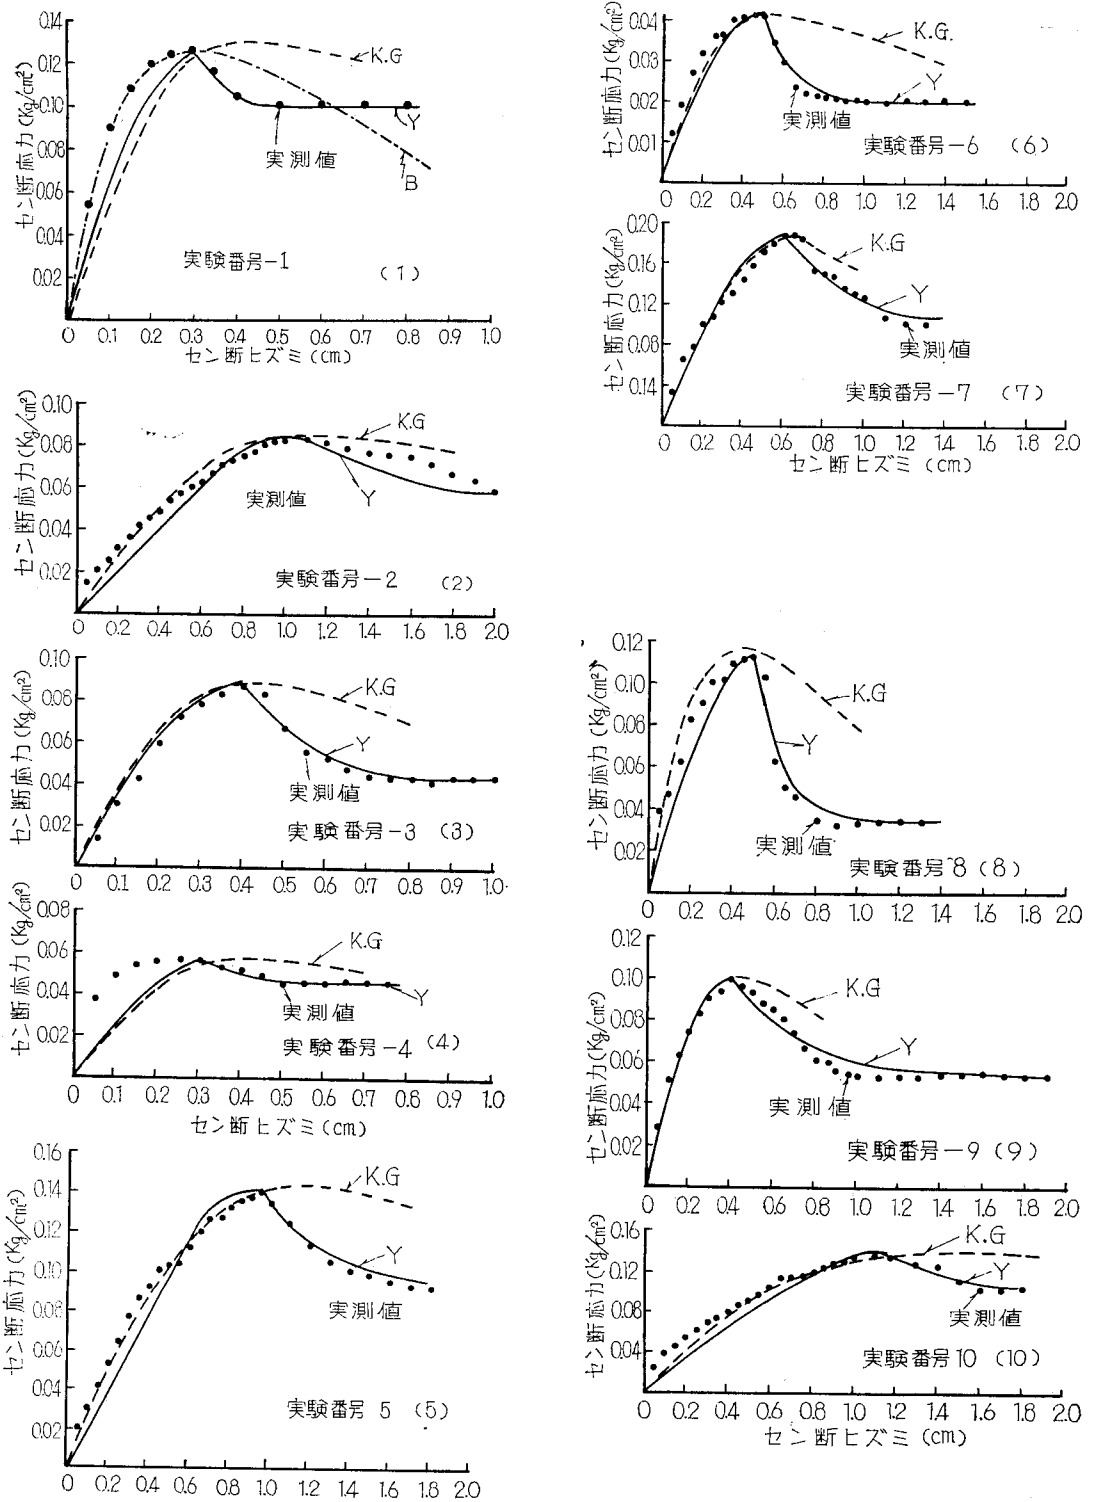 セン断応力(Kg/cm²)
0.14
0.12
0.10
0.08
0.06
0.04
0.02
K.G
Y
B
実測値
実験番号-1 (1)
0 0.1 0.2 0.3 0.4 0.5 0.6 0.7 0.8 0.9 1.0
セン断ヒズミ(cm)
セン断応力(Kg/cm²)
0.10
0.08
0.06
0.04
0.02
K.G
Y
実測値
実験番号-2 (2)
0 0.2 0.4 0.6 0.8 1.0 1.2 1.4 1.6 1.8 2.0
セン断応力(Kg/cm²)
0.10
0.08
0.06
0.04
0.02
K.G
Y
実測値
実験番号-3 (3)
0 0.1 0.2 0.3 0.4 0.5 0.6 0.7 0.8 0.9 1.0
セン断応力(Kg/cm²)
0.08
0.06
0.04
0.02
K.G
Y
実測値
実験番号-4 (4)
0 0.1 0.2 0.3 0.4 0.5 0.6 0.7 0.8 0.9 1.0
セン断ヒズミ(cm)
セン断応力(Kg/cm²)
0.16
0.14
0.12
0.10
0.08
0.06
0.04
0.02
K.G
Y
実測値
実験番号 5 (5)
0 0.2 0.4 0.6 0.8 1.0 1.2 1.4 1.6 1.8 2.0
セン断応力(Kg/cm²)
0.04
0.03
0.02
0.01
K.G.
Y
実測値
実験番号-6 (6)
0 0.2 0.4 0.6 0.8 1.0 1.2 1.4 1.6 1.8 2.0
セン断応力(Kg/cm²)
0.20
0.16
0.12
0.08
0.14
K.G
Y
実測値
実験番号-7 (7)
0 0.2 0.4 0.6 0.8 1.0 1.2 1.4 1.6 1.8 2.0
セン断ヒズミ(cm)
セン断応力(Kg/cm²)
0.12
0.10
0.08
0.06
0.04
0.02
K.G
Y
実測値
実験番号-8 (8)
0 0.2 0.4 0.6 0.8 1.0 1.2 1.4 1.6 1.8 2.0
セン断応力(Kg/cm²)
0.12
0.10
0.08
0.06
0.04
0.02
K.G
Y
実測値
実験番号-9 (9)
0 0.2 0.4 0.6 0.8 1.0 1.2 1.4 1.6 1.8 2.0
セン断応力(Kg/cm²)
0.16
0.12
0.08
0.04
K.G
Y
実測値
実験番号10 (10)
0 0.2 0.4 0.6 0.8 1.0 1.2 1.4 1.6 1.8 2.0
セン断ヒズミ(cm)